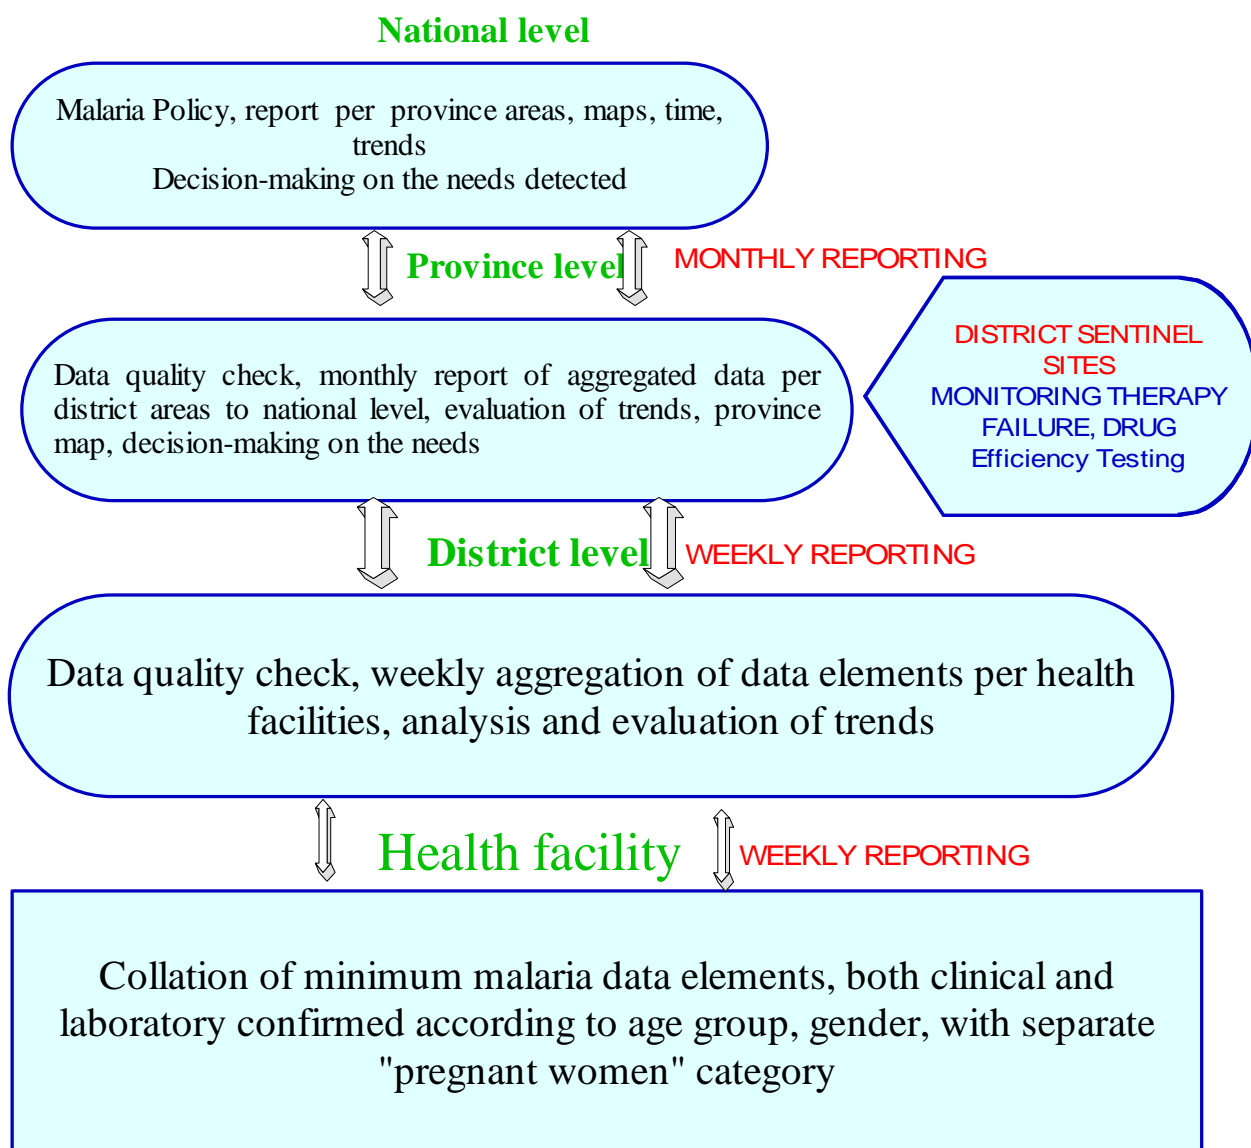 National level
Malaria Policy, report per province areas, maps, time,
trends
Decision-making on the needs detected
Province level
MONTHLY REPORTING
DISTRICT SENTINEL
SITES
MONITORING THERAPY
FAILURE, DRUG
Efficiency Testing
Data quality check, monthly report of aggregated data per
district areas to national level, evaluation of trends, province
map, decision-making on the needs
District level
WEEKLY REPORTING
Data quality check, weekly aggregation of data elements per health
facilities, analysis and evaluation of trends
Health facility
WEEKLY REPORTING
Collation of minimum malaria data elements, both clinical and
laboratory confirmed according to age group, gender, with separate
"pregnant women" category